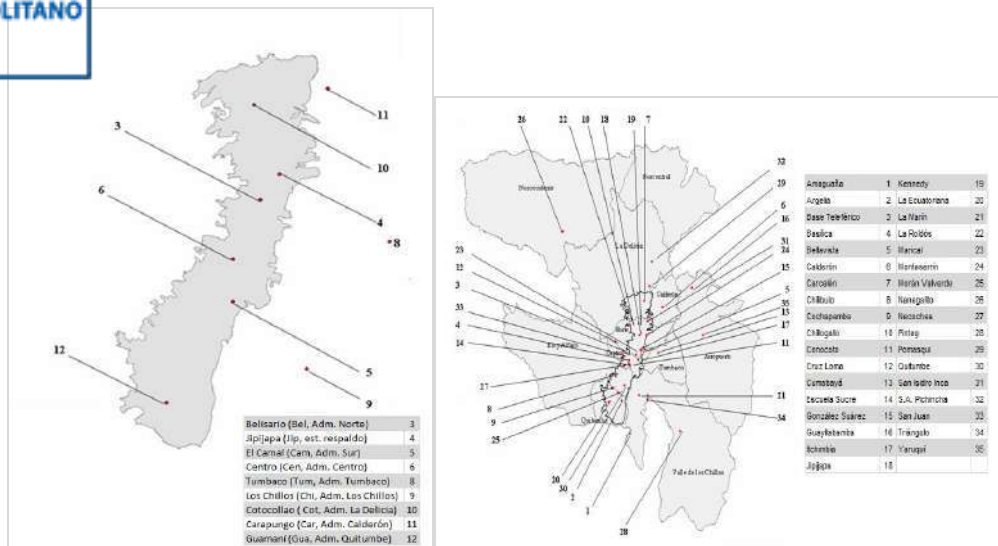 LITANO
11
3
10
6
4
8
12
5
9
Belisario (Bel, Adm. Norte) 3
Jipijapa (Jip, est. respaldo) 4
El Camal (Cam, Adm. Sur) 5
Centro (Cen, Adm. Centro) 6
Tumbaco (Tum, Adm. Tumbaco) 8
Los Chillos (Chi, Adm. Los Chillos) 9
Cotocollao ( Cot, Adm. La Delicia) 10
Carapungo (Car, Adm. Calderón) 11
Guamaní (Gua, Adm. Quitumbe) 12
26 22 10 18 19 7
32
29
6
16
31
24
15
5
35
13
17
11
21
34
23
12
3
33
4
14
27
8
9
25
20
30
2
1
28
Noroccidental
Norcentral
La Delicia
Calderón
Tumbaco
Aeropuerto
Quitumbe
Valle de Los Chillos
Amaguaña 1 Kennedy 19
Argelia 2 La Ecuatoriana 20
Base Teleférico 3 La Marín 21
Basílica 4 La Roldós 22
Bellavista 5 Mariscal 23
Calderón 6 Monteserrín 24
Carcelén 7 Morán Valverde 25
Chilibulo 8 Nanegalito 26
Cochapamba 9 Necochea 27
Chillogallo 10 Pintag 28
Conocoto 11 Pomasqui 29
Cruz Loma 12 Quitumbe 30
Cumbayá 13 San Isidro Inca 31
Escuela Sucre 14 S.A. Pichincha 32
González Suárez 15 San Juan 33
Guayllabamba 16 Triángulo 34
Itchimbía 17 Yaruquí 35
Jipijapa 18